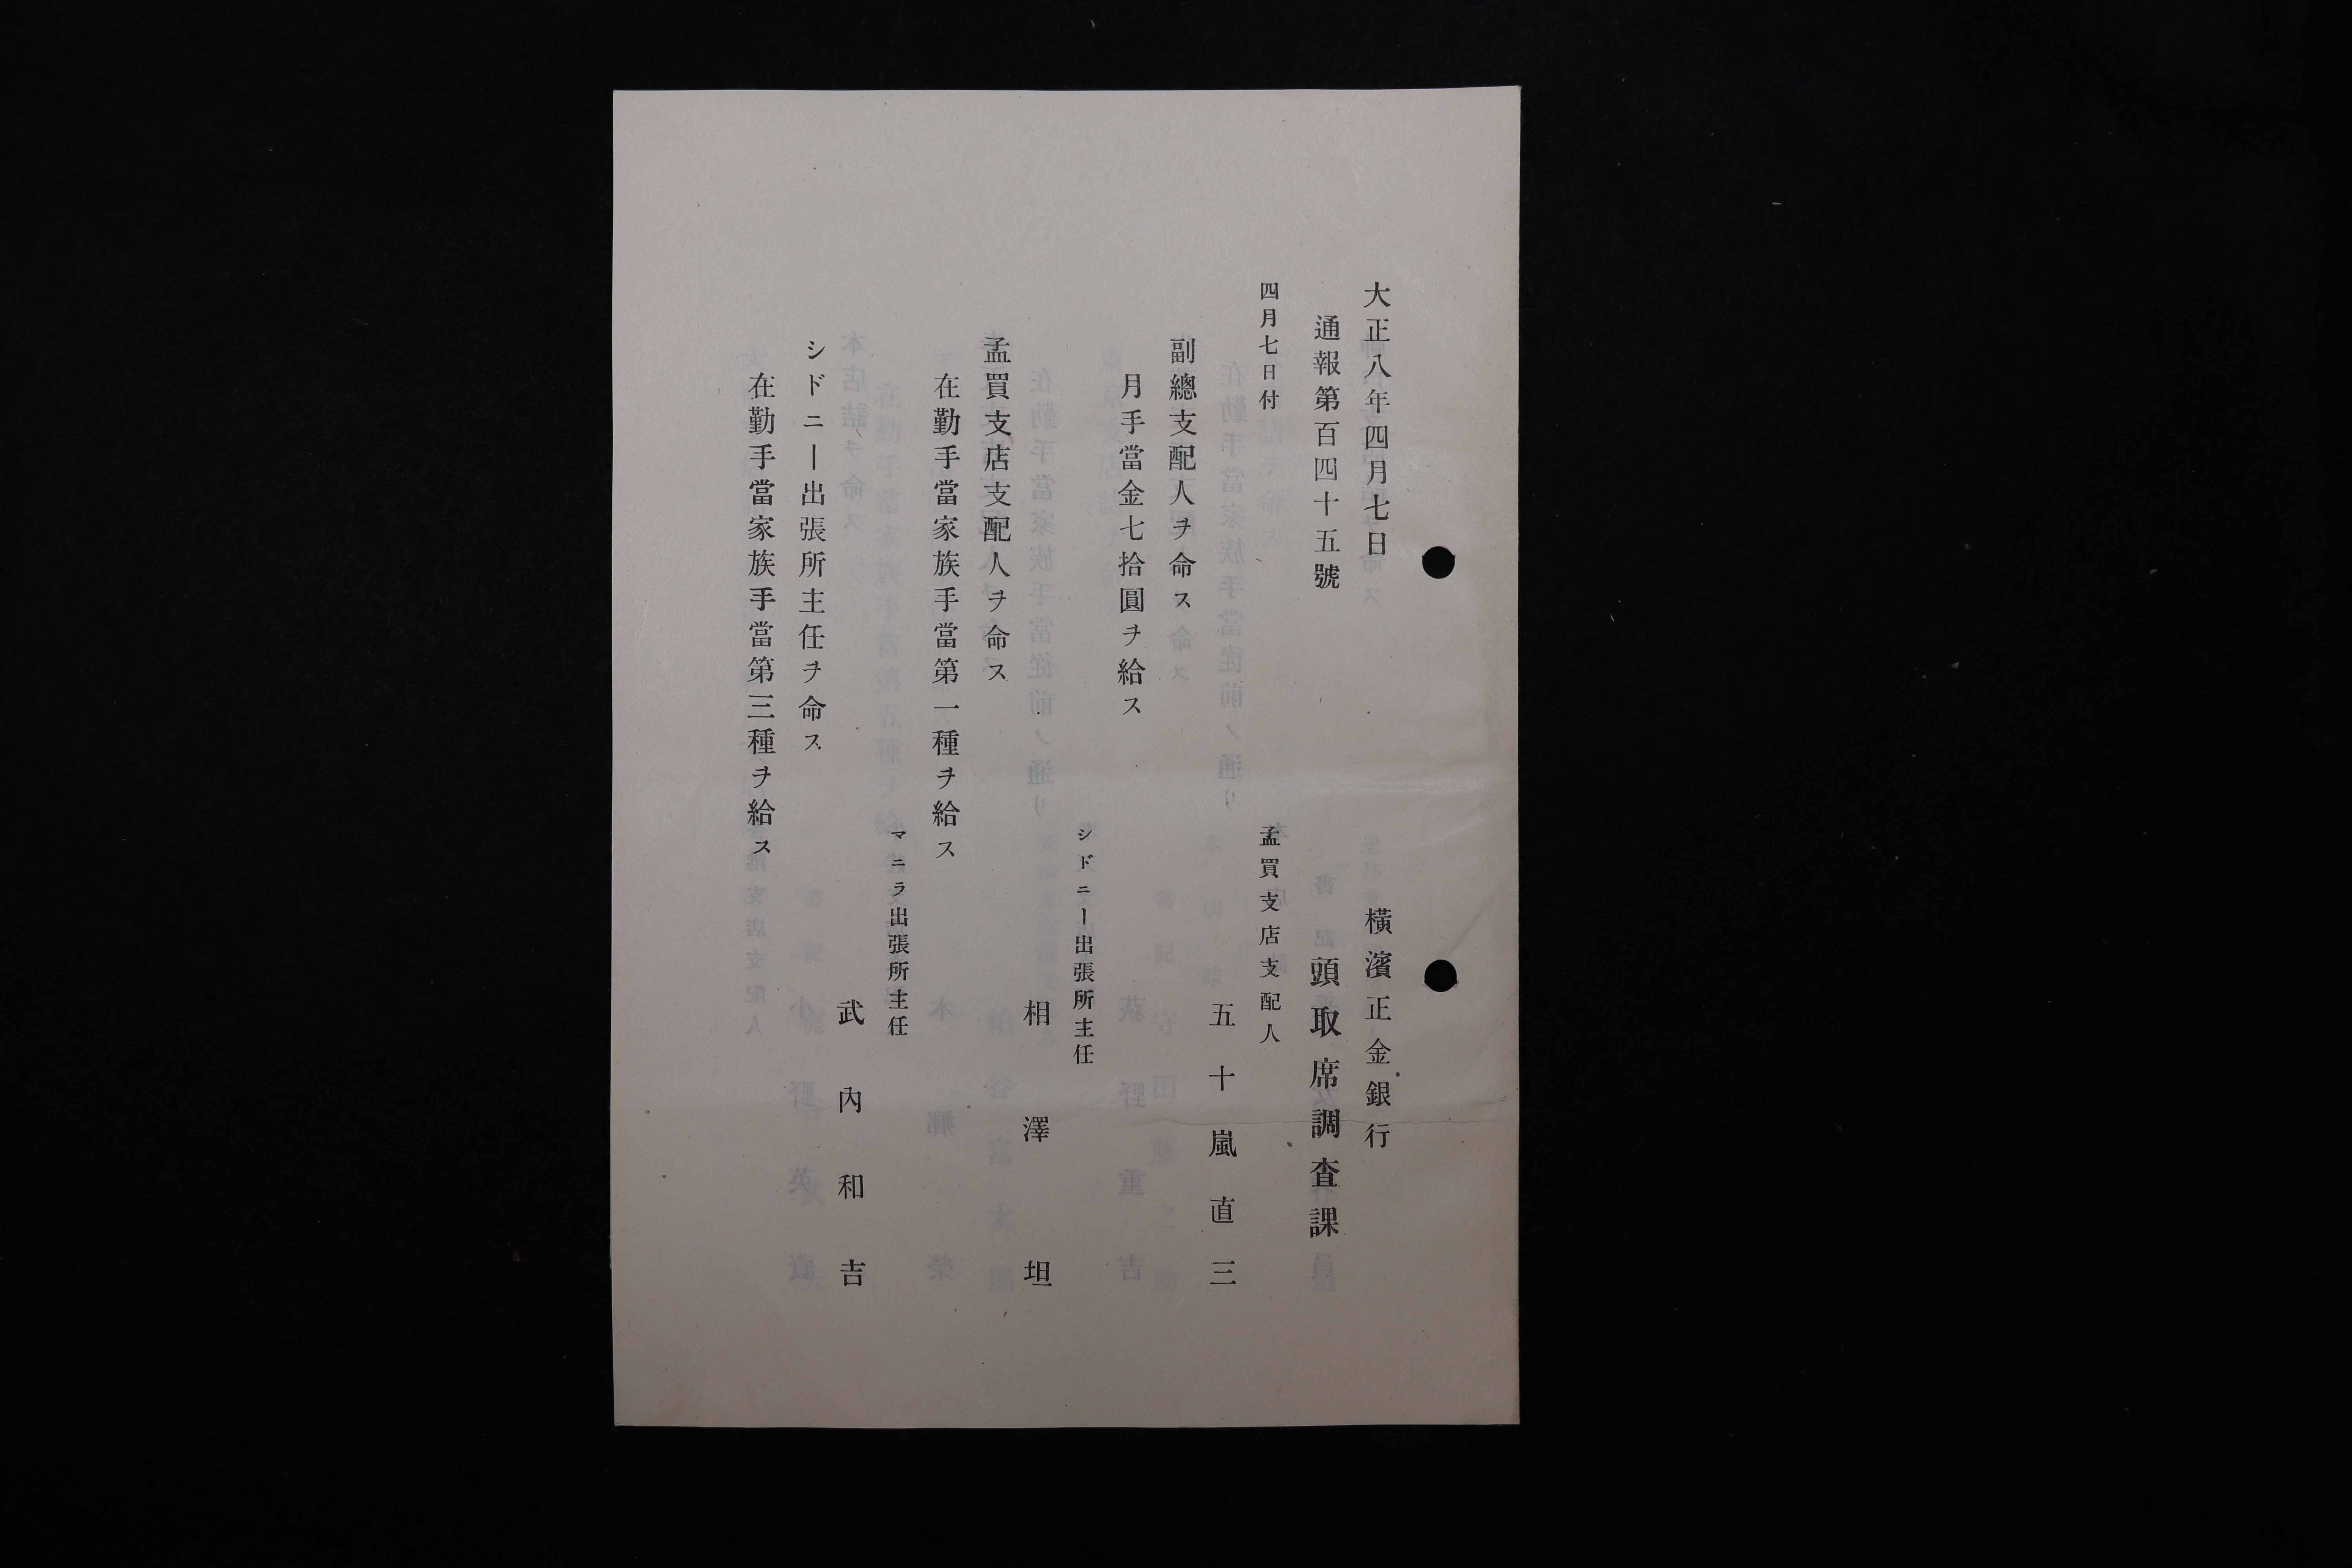 大正八年四月七日
橫濱正金銀行
通報第百四十五號
頭取席調査課
四月七日付
孟買支店支配人
五十嵐直三
副總支配人ヲ命ス
月手當金七拾圓ヲ給ス
シドニー出張所主任
相澤坦
孟買支店支配人ヲ命ス
在勤手當家族手當第一種ヲ給ス
マニラ出張所主任
武內和吉
シドニー出張所主任ヲ命ス
在勤手當家族手當第三種ヲ給ス